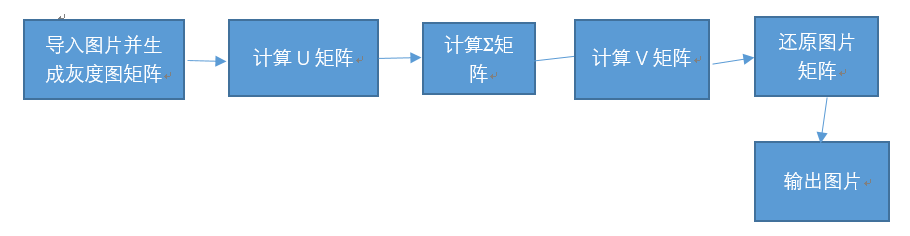 导入图片并生
成灰度图矩阵
计算 U 矩阵
计算Σ矩
阵
计算 V 矩阵
还原图片
矩阵
输出图片